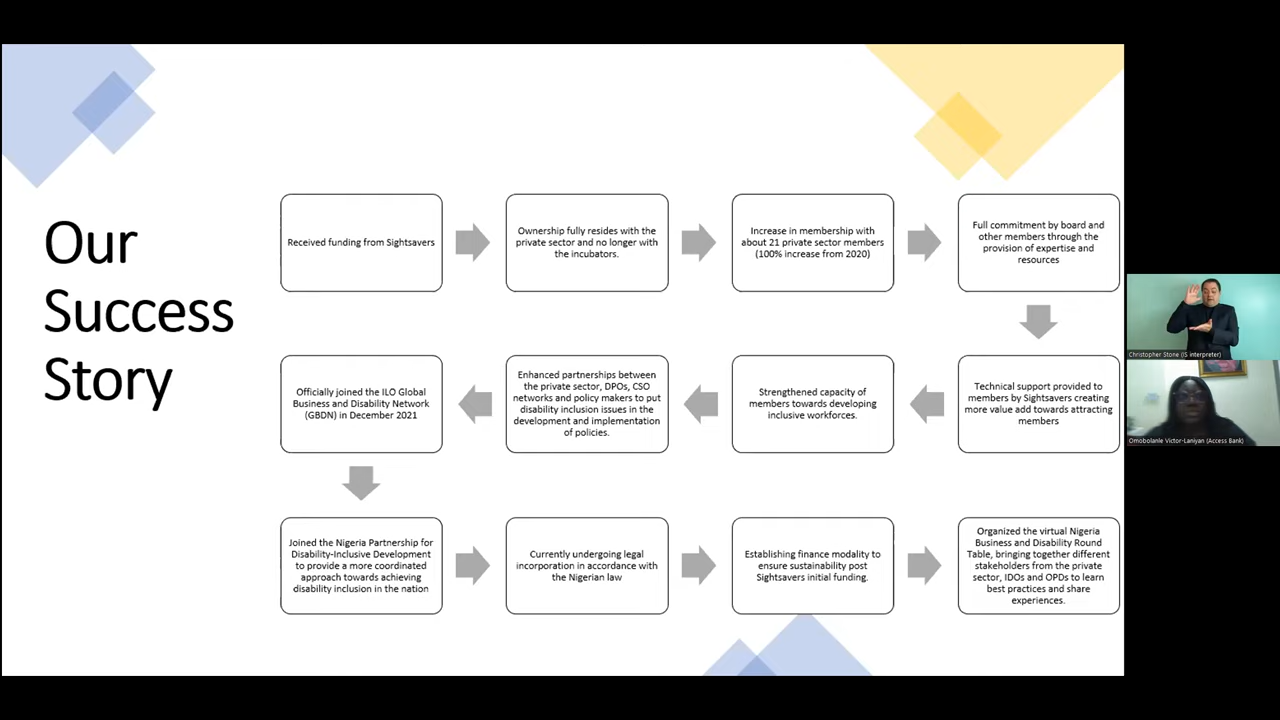 Our
Success
Story
Received funding from Sightsavers
Ownership fully resides with the
private sector and no longer with
the incubators.
Increase in membership with
about 21 private sector members
(100% increase from 2020)
Full commitment by board and
other members through the
provision of expertise and
resources
Technical support provided to
members by Sightsavers creating
more value add towards attracting
members
Strengthened capacity of
members towards developing
inclusive workforces.
Enhanced partnerships between
the private sector, DPOs, CSO
networks and policy makers to put
disability inclusion issues in the
development and implementation
of policies.
Officially joined the ILO Global
Business and Disability Network
(GBDN) in December 2021
Joined the Nigeria Partnership for
Disability-Inclusive Development
to provide a more coordinated
approach towards achieving
disability inclusion in the nation
Currently undergoing legal
incorporation in accordance with
the Nigerian law
Establishing finance modality to
ensure sustainability post
Sightsavers initial funding.
Organized the virtual Nigeria
Business and Disability Round
Table, bringing together different
stakeholders from the private
sector, IDOs and OPDs to learn
best practices and share
experiences.
Christopher Stone (IS interpreter)
Omobolanle Victor-Laniyan (Access Bank)